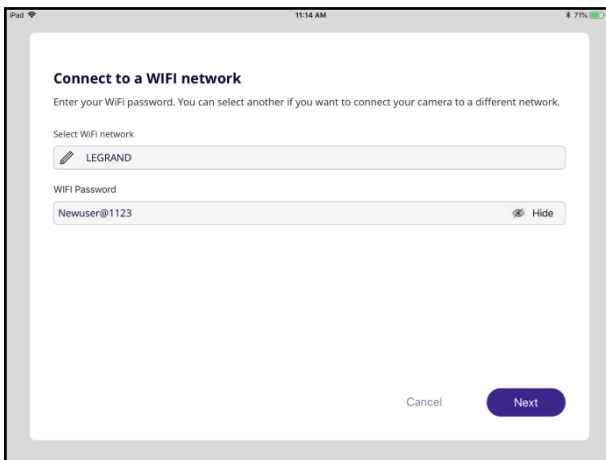 iPad 11:14 AM 71%
Connect to a WIFI network
Enter your WiFi password. You can select another if you want to connect your camera to a different network.
Select WiFi network
LEGRAND
WIFI Password
Newuser@1123 Hide
Cancel Next